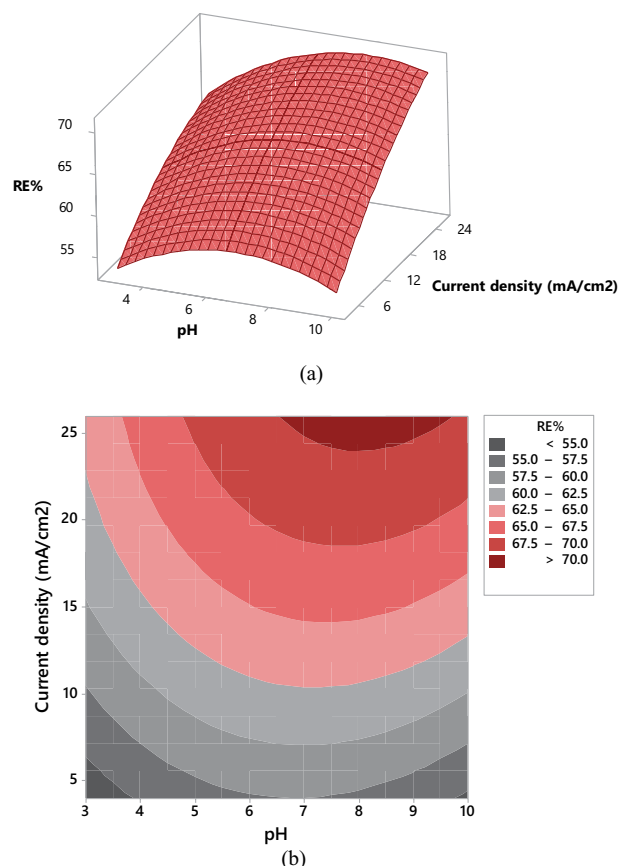 70
65
RE%
60
55
4
6
8
10
pH
6
12
18
24
Current density (mA/cm2)
(a)
25
20
15
10
5
Current density (mA/cm2)
3 4 5 6 7 8 9 10
pH
RE%
< 55.0
55.0 – 57.5
57.5 – 60.0
60.0 – 62.5
62.5 – 65.0
65.0 – 67.5
67.5 – 70.0
> 70.0
(b)